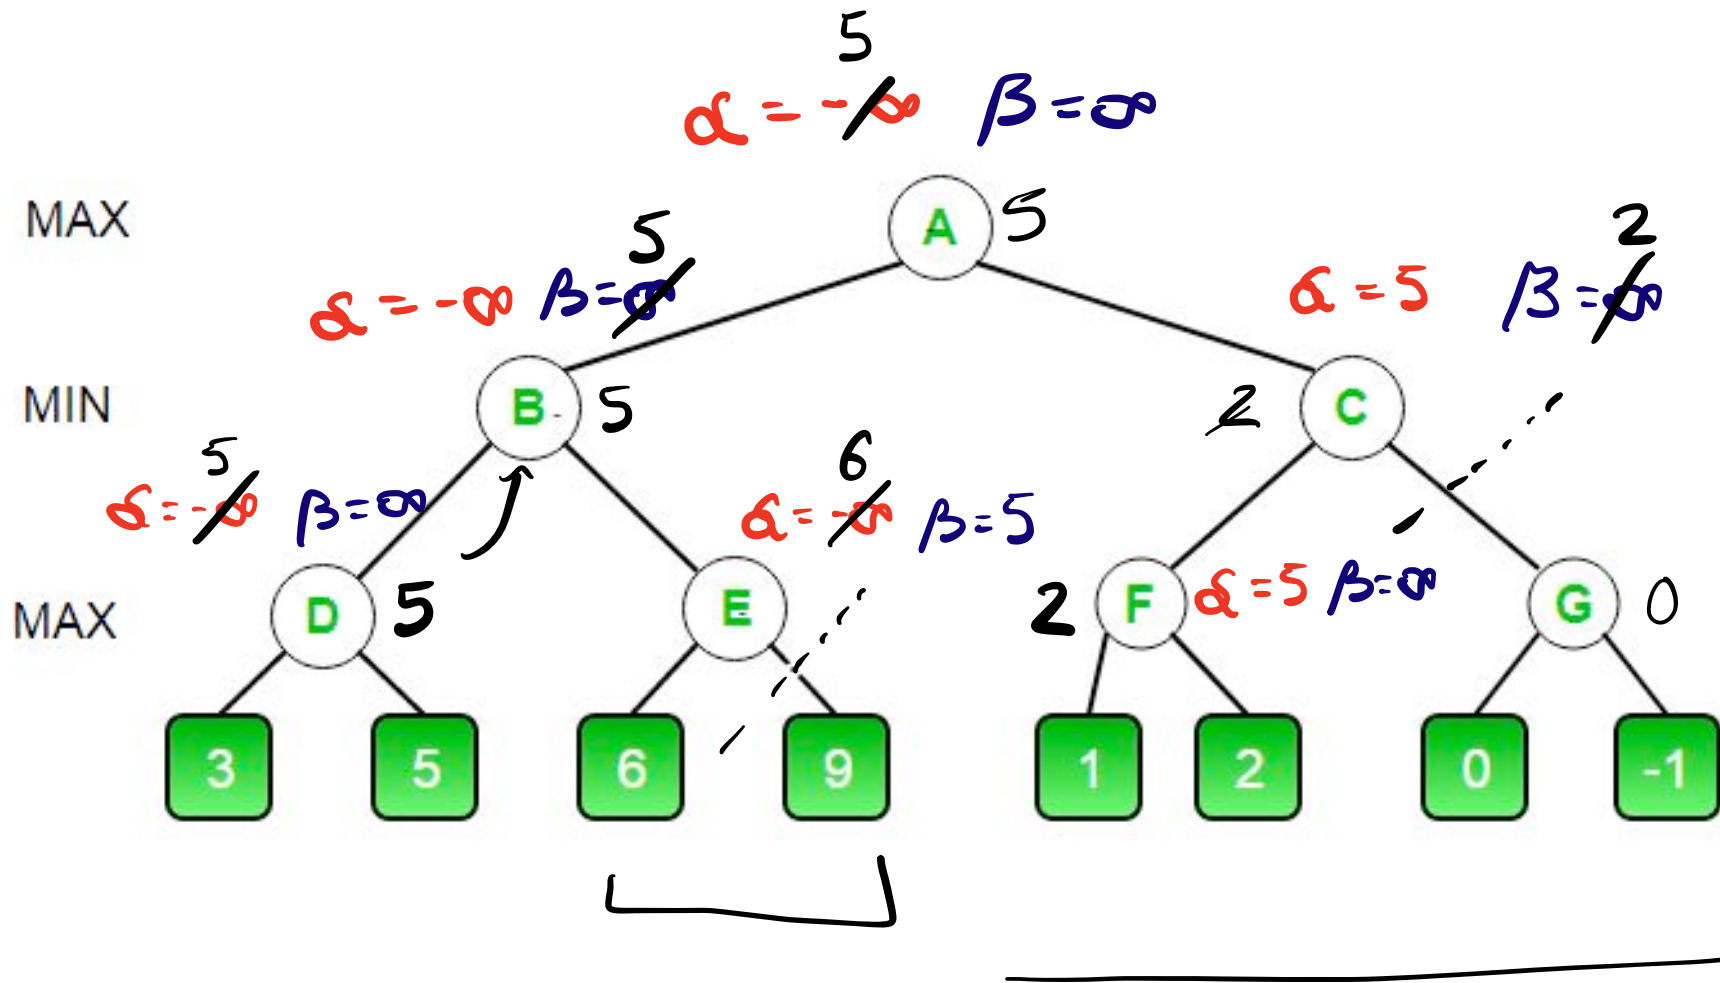 5
α = -∞ β = ∞
MAX A 5
5 2
α = -∞ β = ∞ α = 5 β = ∞
MIN B 5 2 C
5 6
α = -∞ β = ∞ α = -∞ β = 5
MAX D 5 E 2 F α = 5 β = ∞ G 0
3 5 6 9 1 2 0 -1